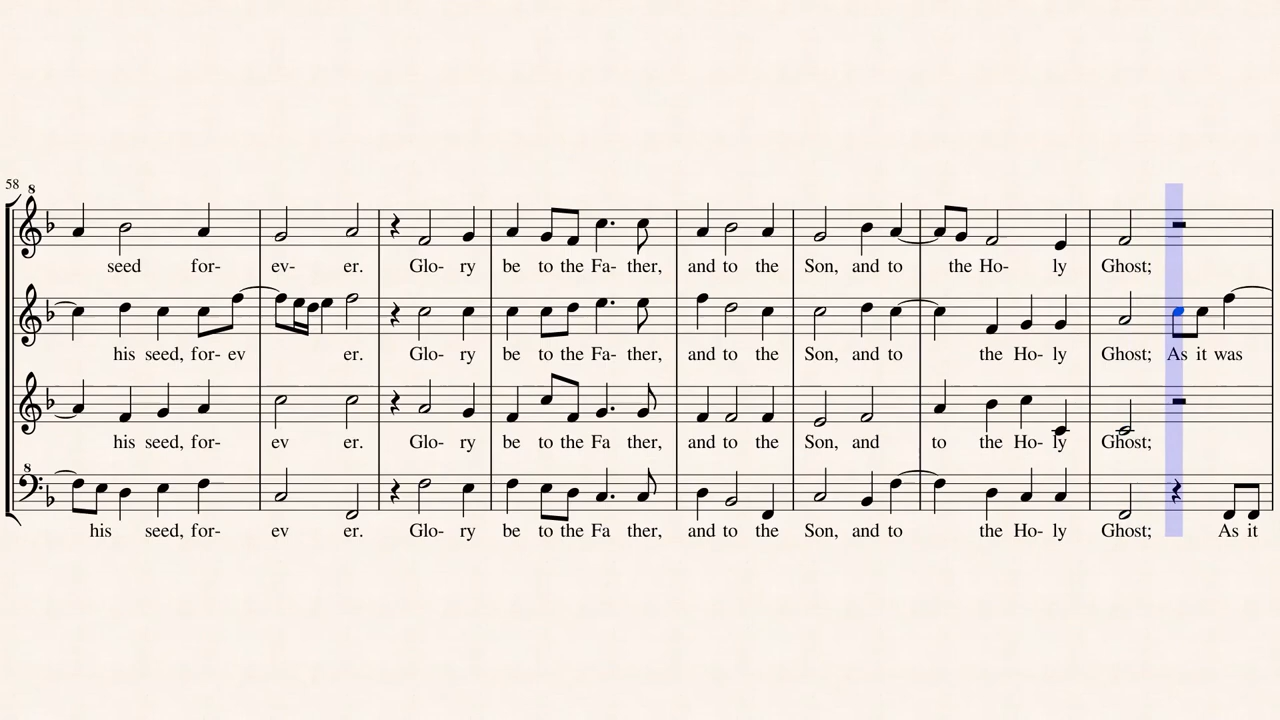 58
8
seed for- ev- er. Glo- ry be to the Fa- ther, and to the Son, and to the Ho- ly Ghost;
his seed, for- ev er. Glo- ry be to the Fa- ther, and to the Son, and to the Ho- ly Ghost; As it was
his seed, for- ev er. Glo- ry be to the Fa ther, and to the Son, and to the Ho- ly Ghost;
8
his seed, for- ev er. Glo- ry be to the Fa ther, and to the Son, and to the Ho- ly Ghost; As it